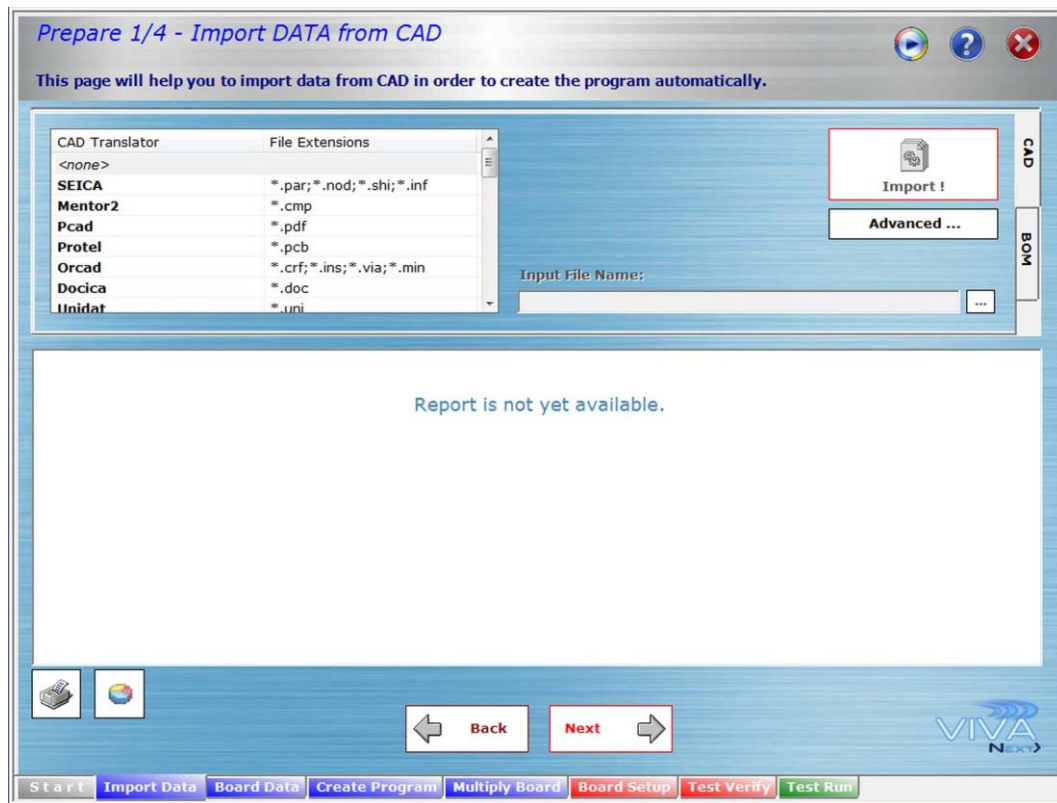 Prepare 1/4 - Import DATA from CAD
This page will help you to import data from CAD in order to create the program automatically.
CAD Translator File Extensions
<none>
SEICA *.par;*.nod;*.shi;*.inf
Mentor2 *.cmp
Pcad *.pdf
Protel *.pcb
Orcad *.crf;*.ins;*.via;*.min
Docica *.doc
Unidat *.uni
Import !
Advanced ...
CAD
BOM
Input File Name:
...
Report is not yet available.
Back
Next
VIVA
NEXT>
Start Import Data Board Data Create Program Multiply Board Board Setup Test Verify Test Run